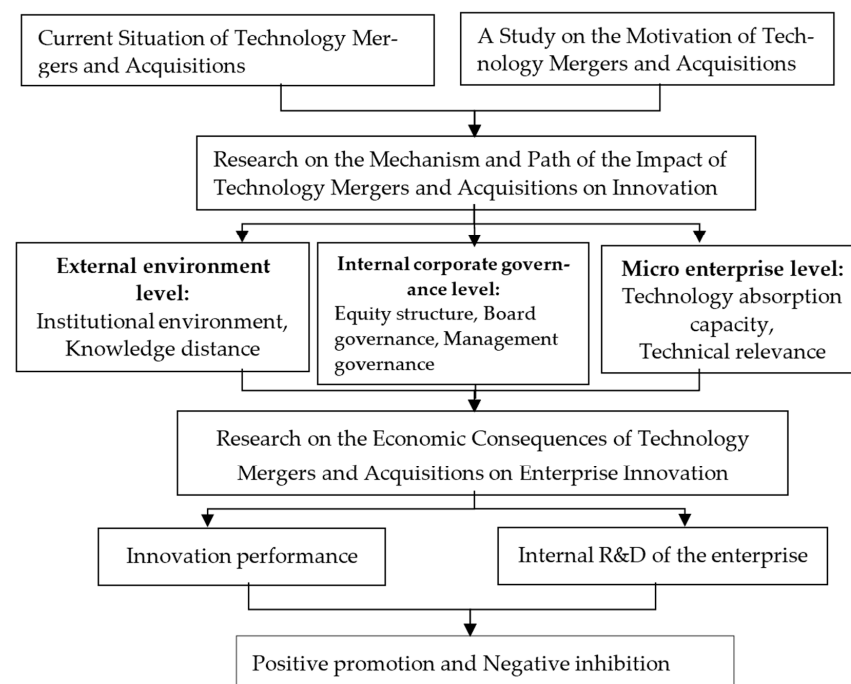 Current Situation of Technology Mer-
gers and Acquisitions
A Study on the Motivation of Tech-
nology Mergers and Acquisitions
Research on the Mechanism and Path of the Impact of
Technology Mergers and Acquisitions on Innovation
External environment
level:
Institutional environment,
Knowledge distance
Internal corporate govern-
ance level:
Equity structure, Board
governance, Management
governance
Micro enterprise level:
Technology absorption
capacity,
Technical relevance
Research on the Economic Consequences of Technology
Mergers and Acquisitions on Enterprise Innovation
Innovation performance
Internal R&D of the enterprise
Positive promotion and Negative inhibition